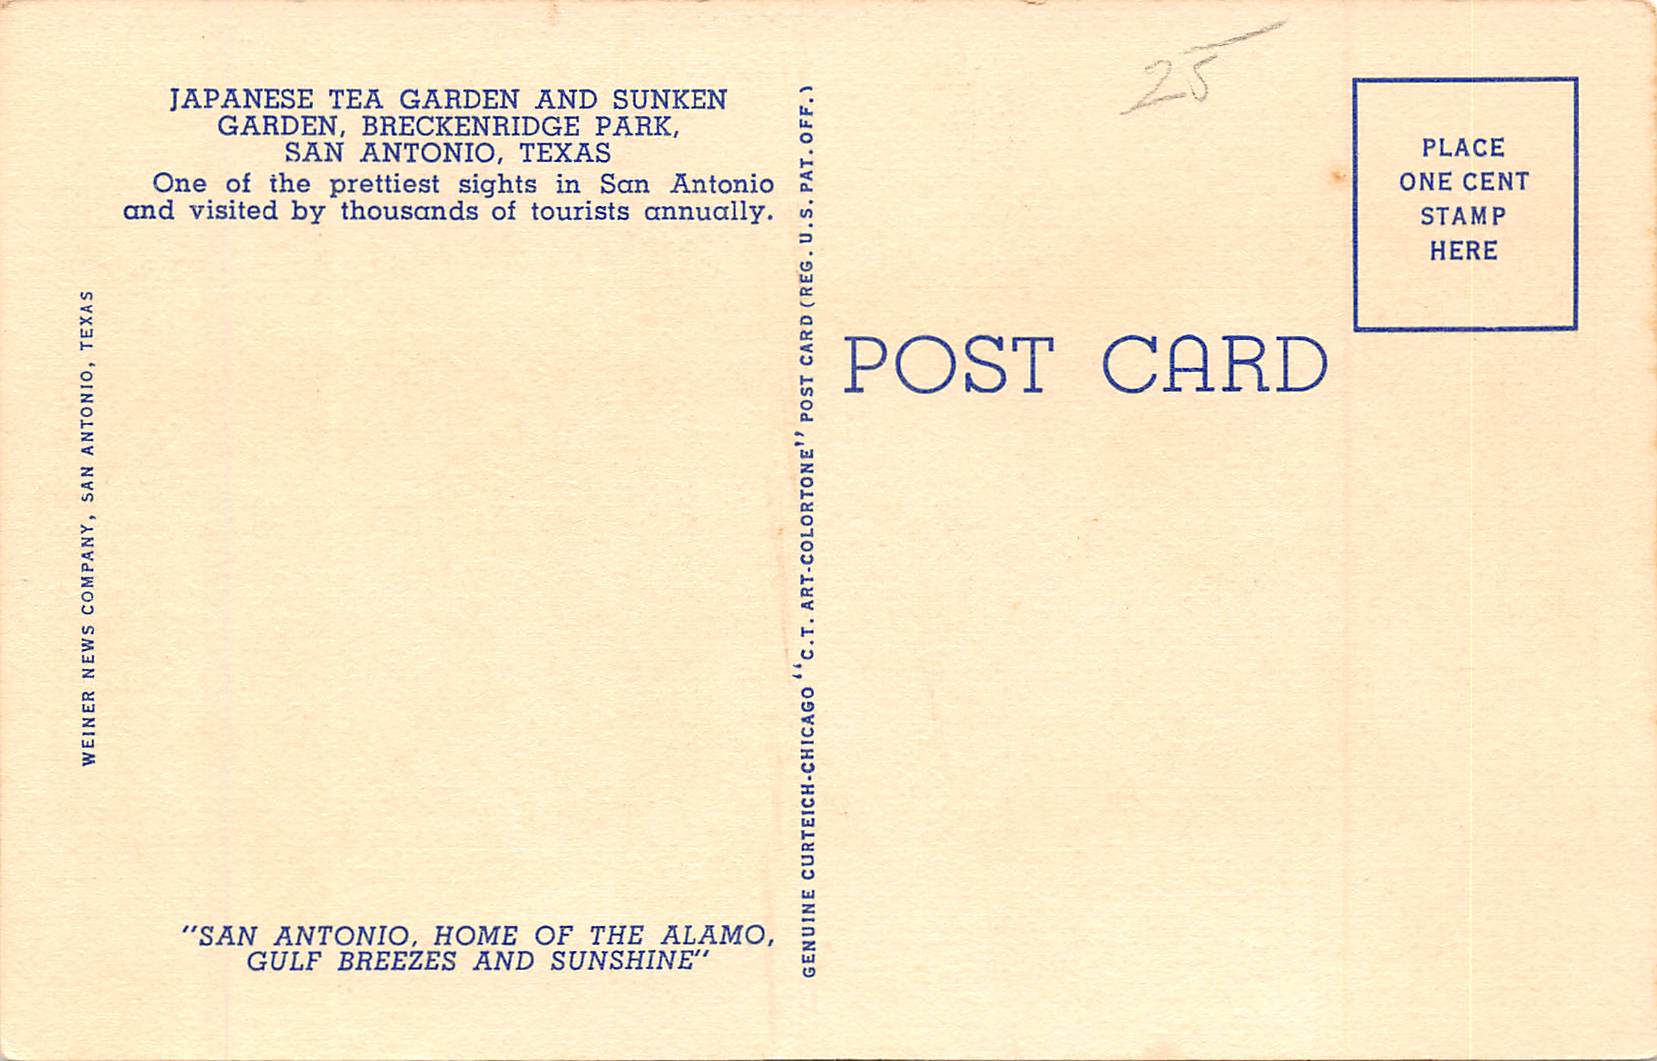 JAPANESE TEA GARDEN AND SUNKEN
GARDEN, BRECKENRIDGE PARK,
SAN ANTONIO, TEXAS
One of the prettiest sights in San Antonio
and visited by thousands of tourists annually.
WEINER NEWS COMPANY, SAN ANTONIO, TEXAS
"SAN ANTONIO, HOME OF THE ALAMO,
GULF BREEZES AND SUNSHINE"
GENUINE CURTEICH-CHICAGO "C.T. ART-COLORTONE" POST CARD (REG. U.S. PAT. OFF.)
25
POST CARD
PLACE
ONE CENT
STAMP
HERE